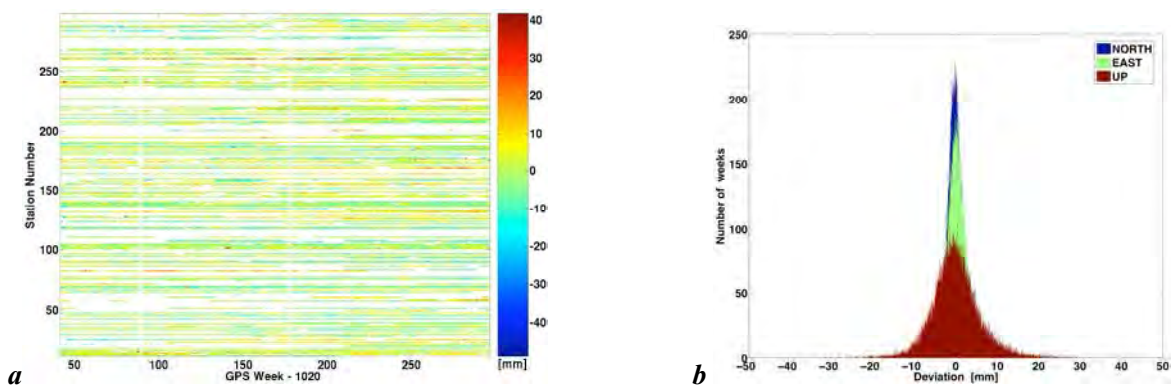 300
250
200
150
100
50
Station Number
50 100 150 200 250
GPS Week - 1020
40
30
20
10
0
-10
-20
-30
-40
[mm]
a
250
200
150
100
50
0
Number of weeks
−50 −40 −30 −20 −10 0 10 20 30 40 50
Deviation [mm]
NORTH
EAST
UP
b